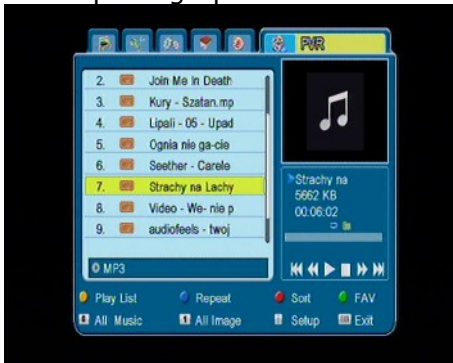 PVR
2. Join Me In Death
3. Kury - Szatan.mp
4. Lipali - 05 - Upad
5. Ognia nie ga-cie
6. Seether - Carele
7. Strachy na Lachy
8. Video - We- nie p
9. audiofeels - twoj
MP3
Strachy na
5662 KB
00:06:02
Play List
Repeat
Sort
FAV
All Music
1 All Image
Setup
Exit